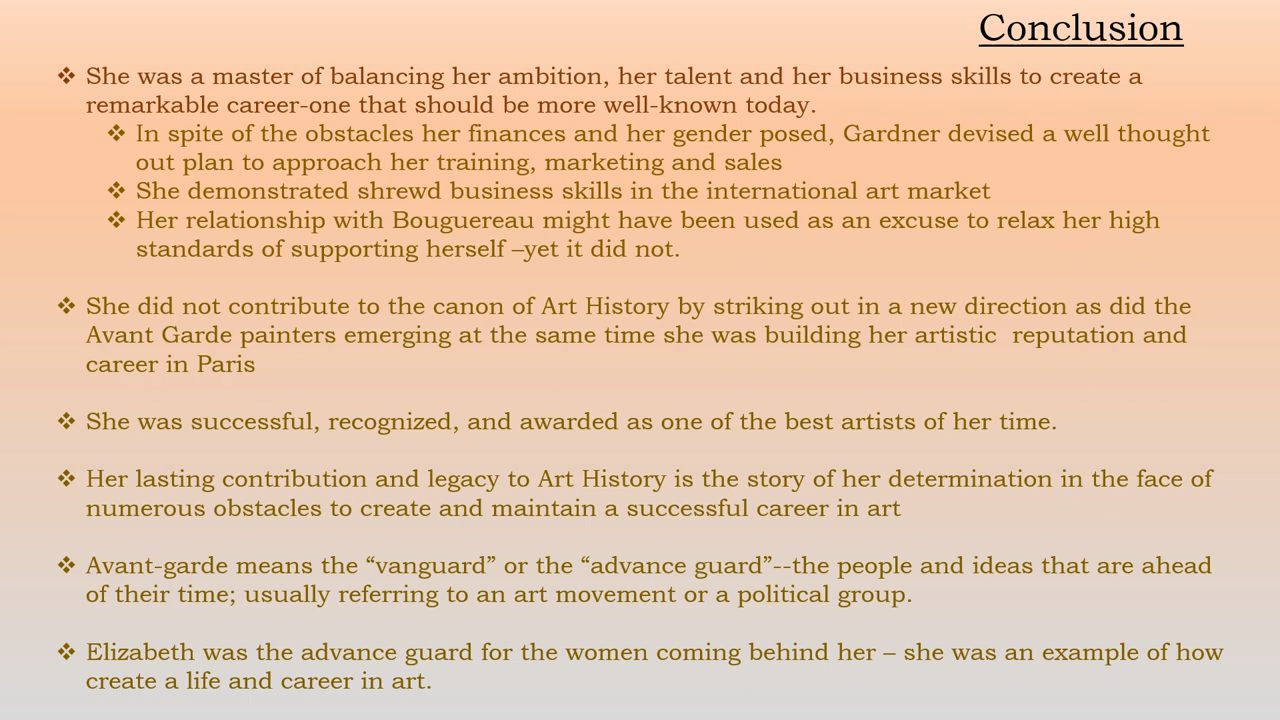 Conclusion
❖ She was a master of balancing her ambition, her talent and her business skills to create a
remarkable career-one that should be more well-known today.
❖ In spite of the obstacles her finances and her gender posed, Gardner devised a well thought
out plan to approach her training, marketing and sales
❖ She demonstrated shrewd business skills in the international art market
❖ Her relationship with Bouguereau might have been used as an excuse to relax her high
standards of supporting herself –yet it did not.
❖ She did not contribute to the canon of Art History by striking out in a new direction as did the
Avant Garde painters emerging at the same time she was building her artistic  reputation and
career in Paris
❖ She was successful, recognized, and awarded as one of the best artists of her time.
❖ Her lasting contribution and legacy to Art History is the story of her determination in the face of
numerous obstacles to create and maintain a successful career in art
❖ Avant-garde means the “vanguard” or the “advance guard”--the people and ideas that are ahead
of their time; usually referring to an art movement or a political group.
❖ Elizabeth was the advance guard for the women coming behind her – she was an example of how
create a life and career in art.